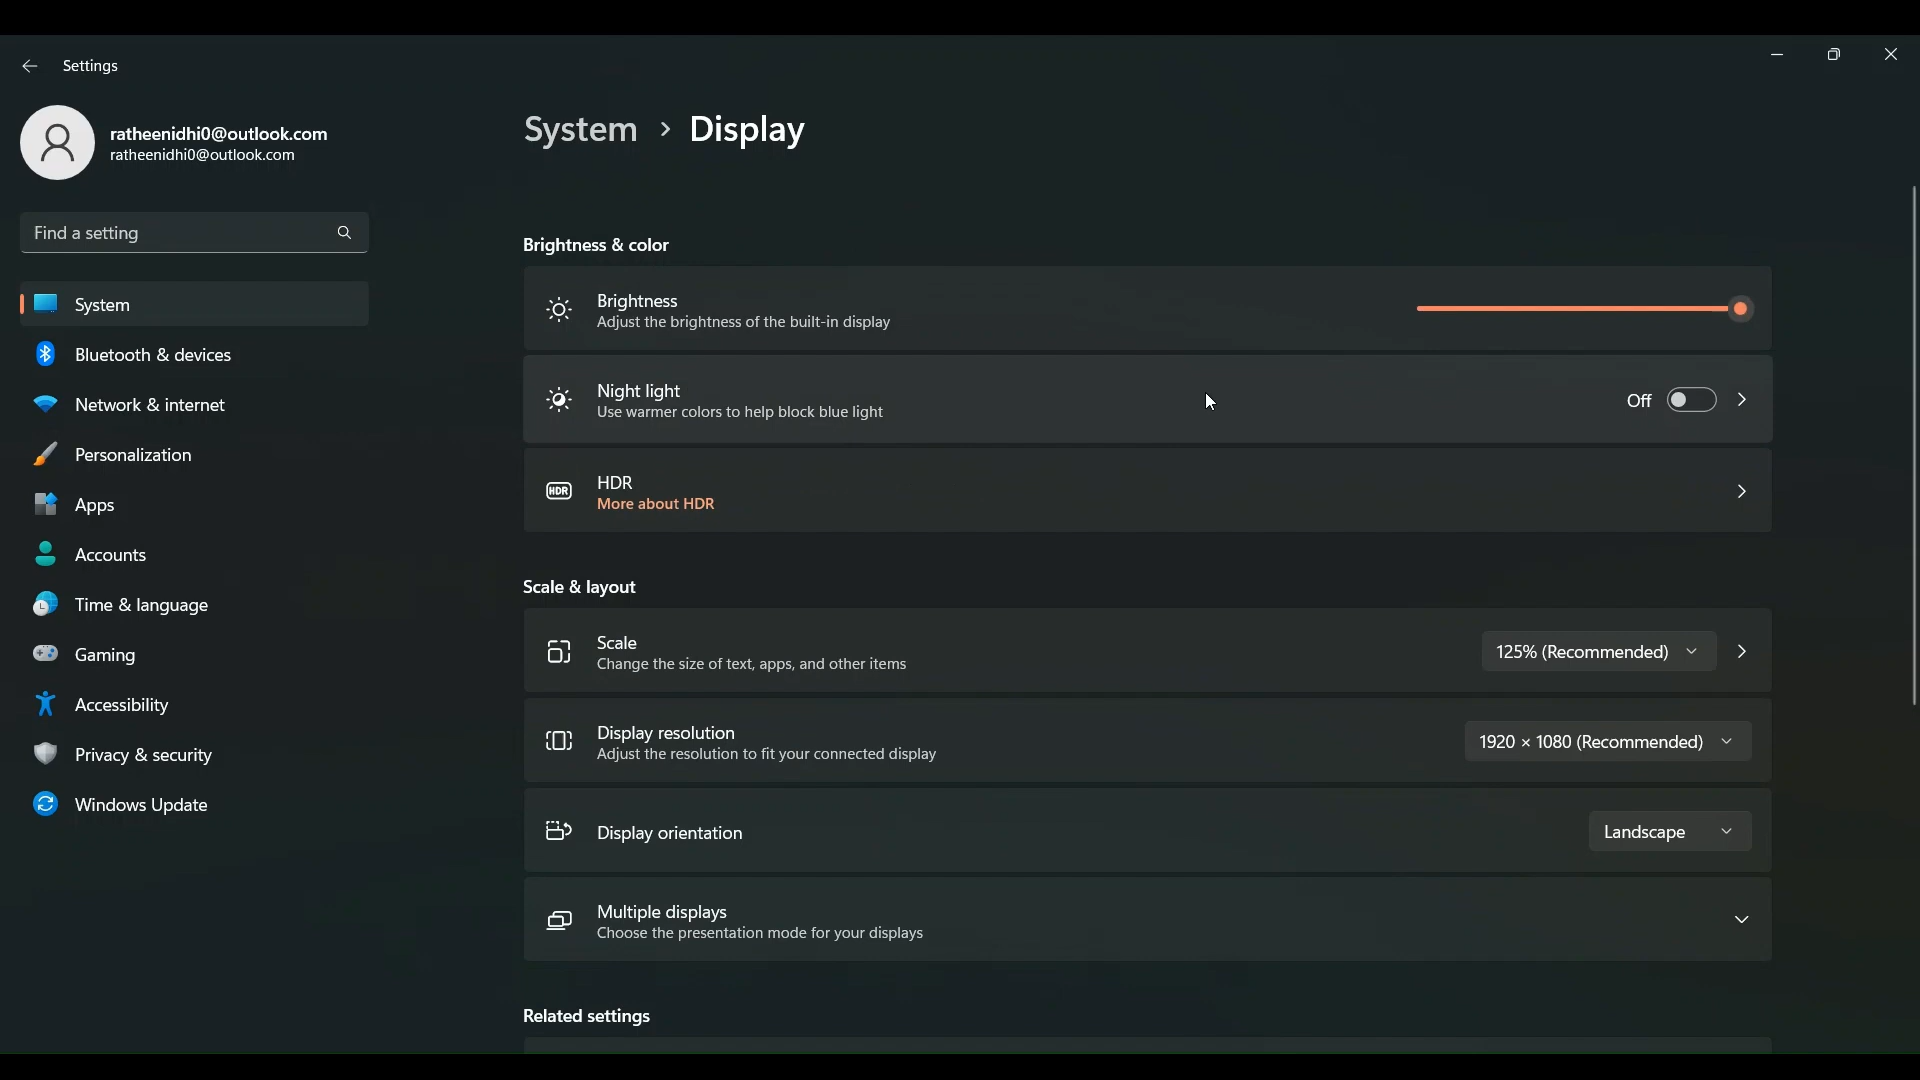 Settings
ratheenidhi0@outlook.com
ratheenidhi0@outlook.com
Find a setting
System
Bluetooth & devices
Network & internet
Personalization
Apps
Accounts
Time & language
Gaming
Accessibility
Privacy & security
Windows Update
System > Display
Brightness & color
Brightness
Adjust the brightness of the built-in display
Night light
Use warmer colors to help block blue light
Off
HDR
HDR
More about HDR
Scale & layout
Scale
Change the size of text, apps, and other items
125% (Recommended)
Display resolution
Adjust the resolution to fit your connected display
1920 × 1080 (Recommended)
Display orientation
Landscape
Multiple displays
Choose the presentation mode for your displays
Related settings